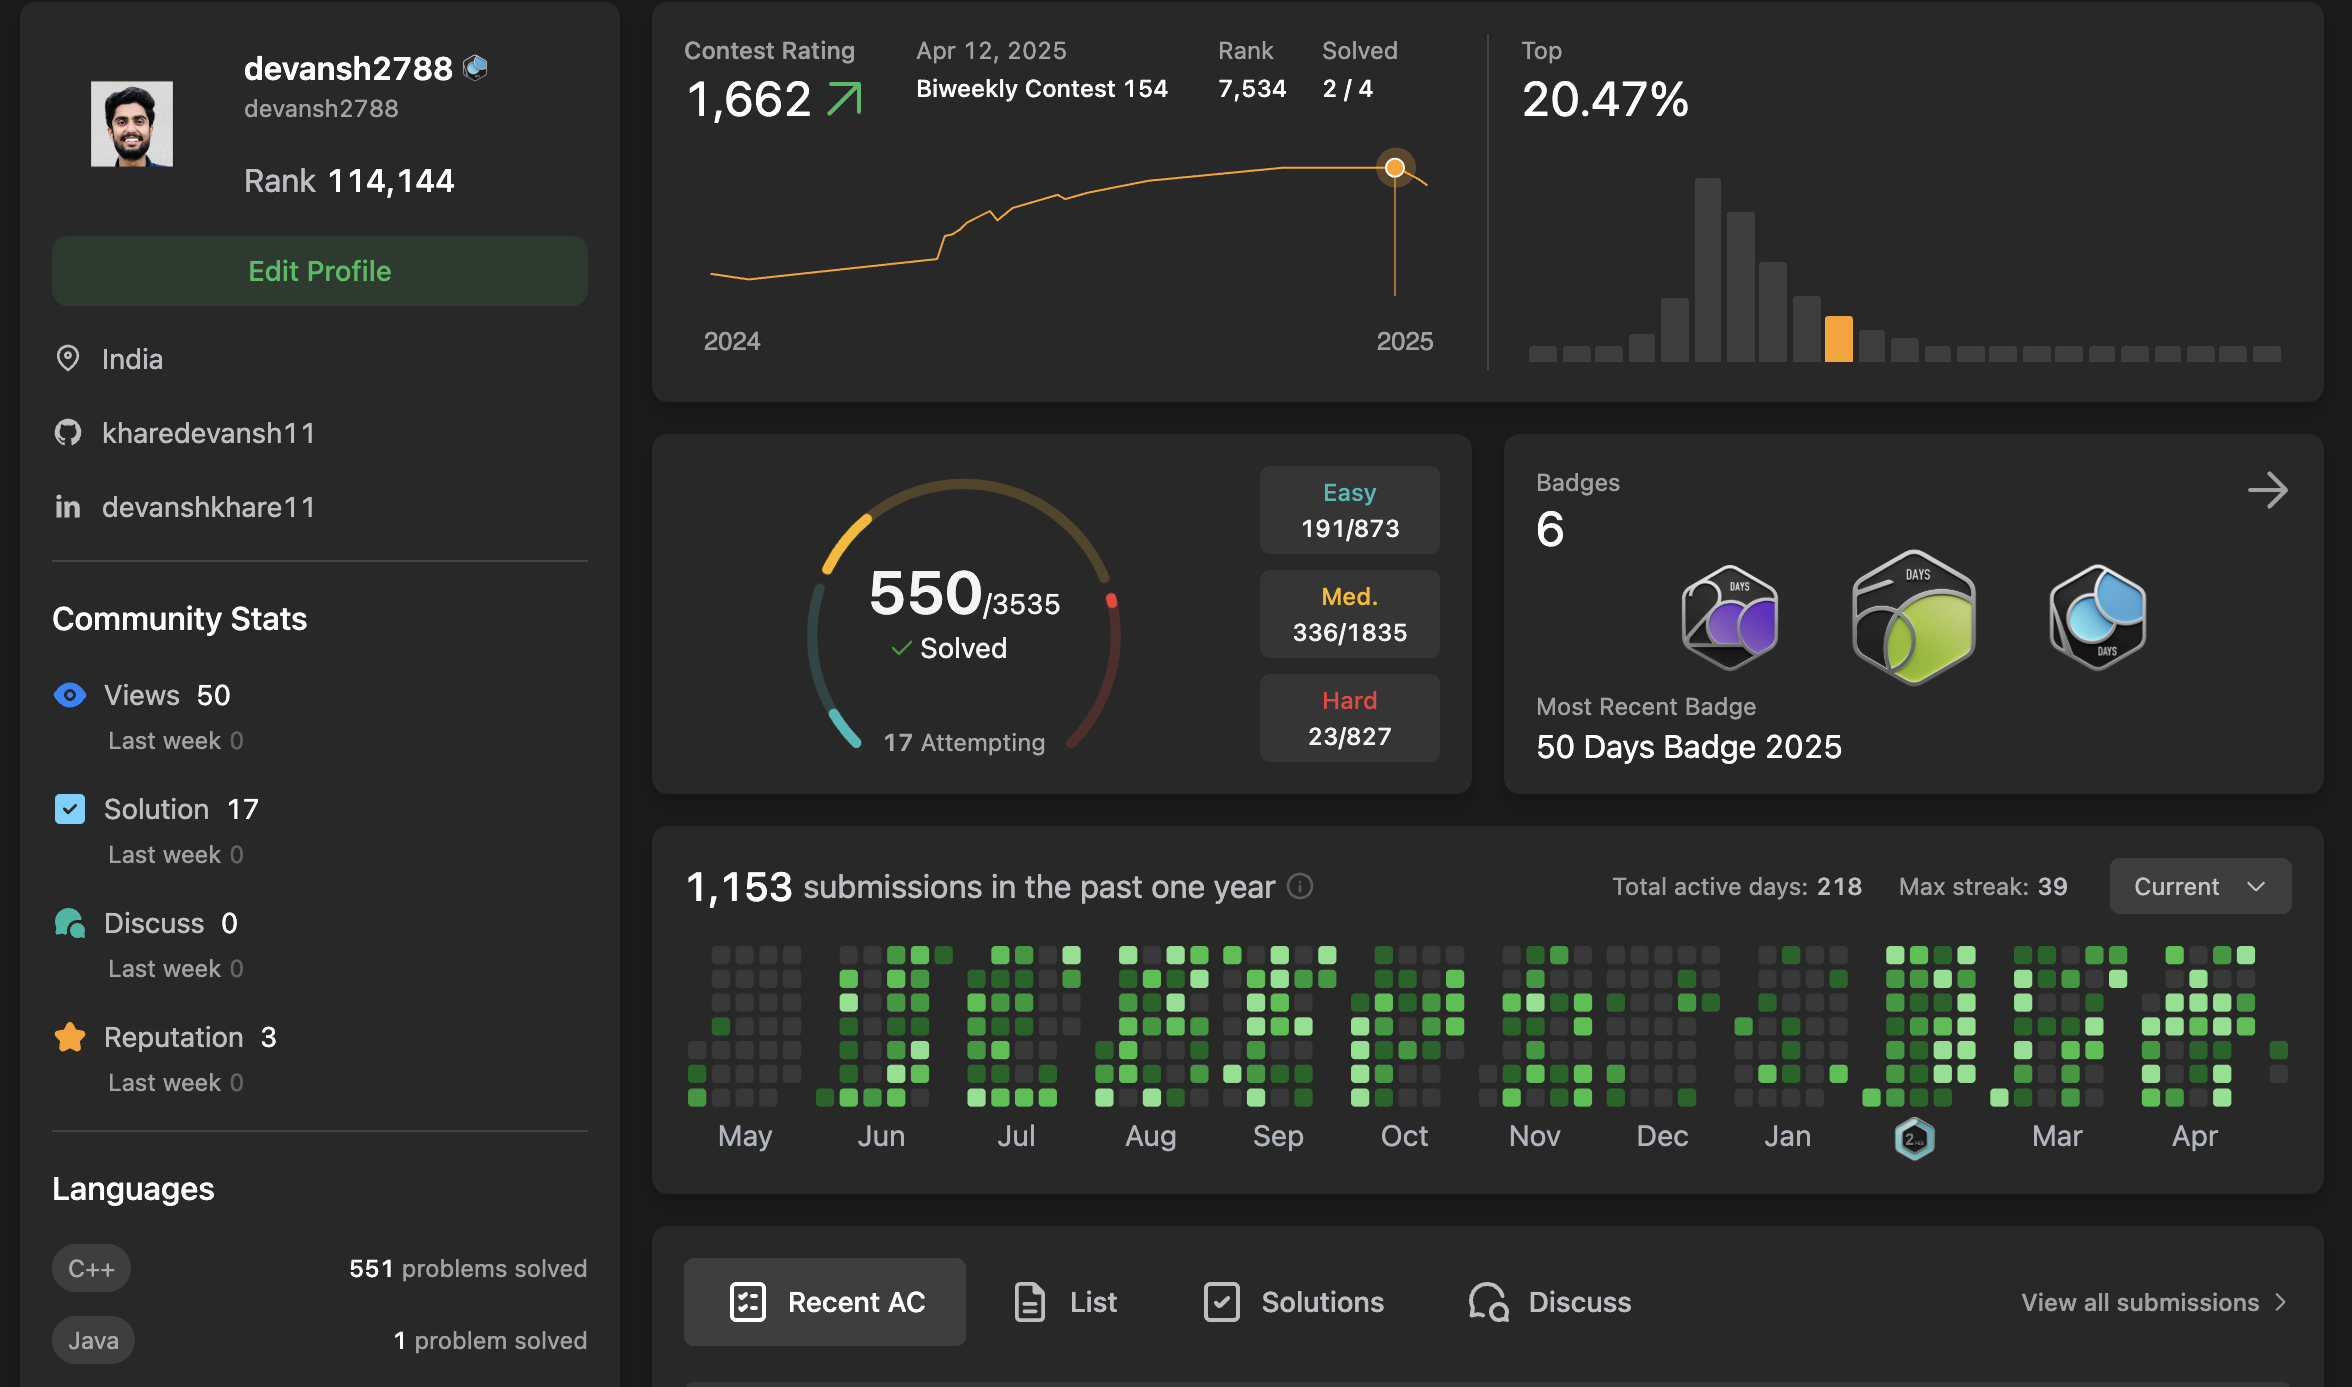 devansh2788
devansh2788
Rank 114,144
Edit Profile
India
kharedevansh11
in devanshkhare11
Community Stats
Views 50
Last week 0
Solution 17
Last week 0
Discuss 0
Last week 0
Reputation 3
Last week 0
Languages
C++ 551 problems solved
Java 1 problem solved
Contest Rating
1,662
Apr 12, 2025
Biweekly Contest 154
Rank
7,534
Solved
2 / 4
2024 2025
Top
20.47%
550/3535
Solved
17 Attempting
Easy
191/873
Med.
336/1835
Hard
23/827
Badges
6
DAYS
DAYS
DAYS
Most Recent Badge
50 Days Badge 2025
1,153 submissions in the past one year
Total active days: 218 Max streak: 39 Current
May Jun Jul Aug Sep Oct Nov Dec Jan 2 Mar Apr
Recent AC List Solutions Discuss View all submissions